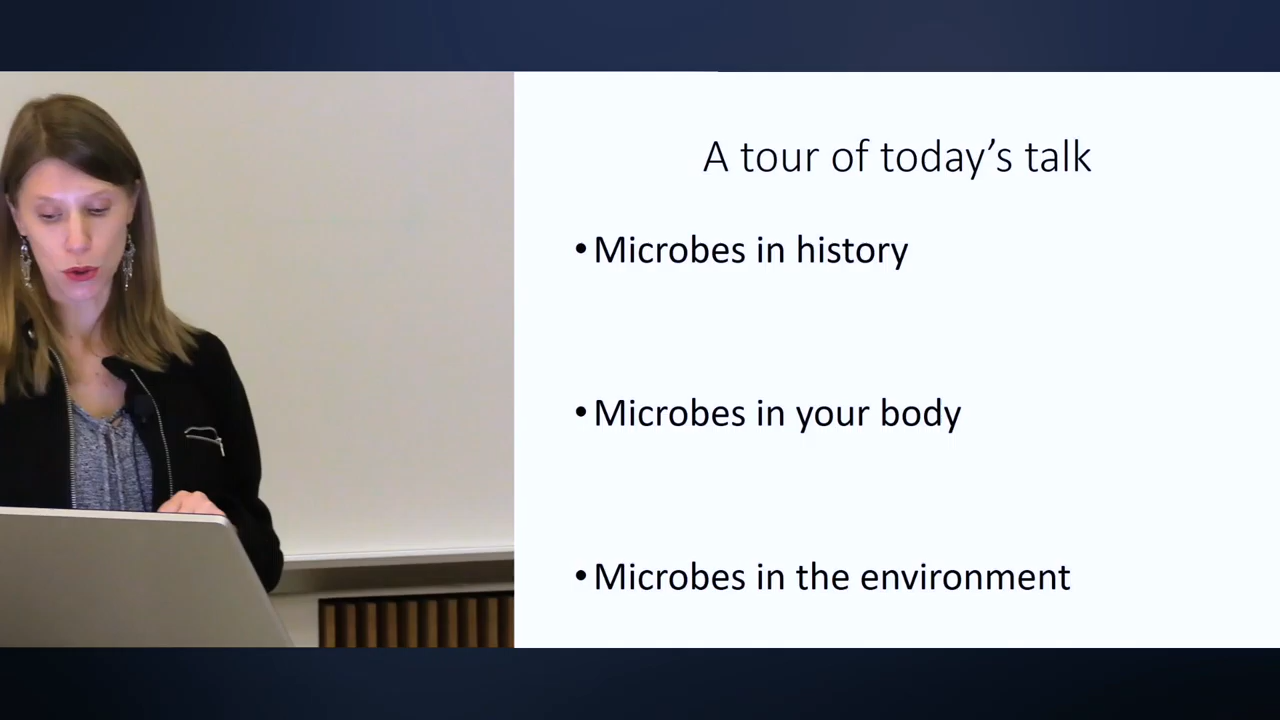 A tour of today’s talk
•Microbes in history
•Microbes in your body
•Microbes in the environment